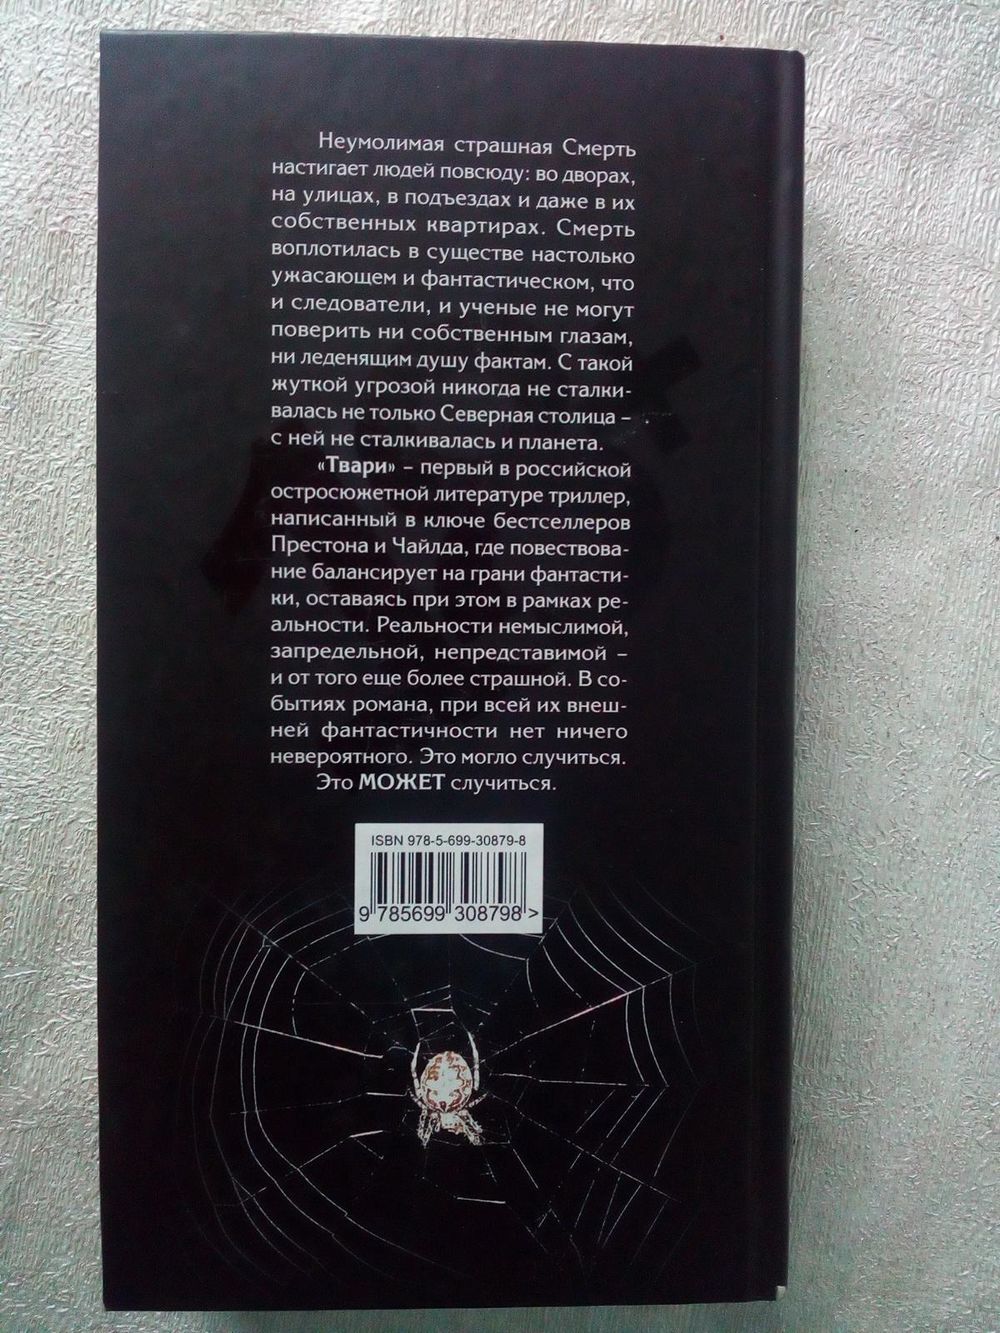 Неумолимая страшная Смерть
настигает людей повсюду: во дворах,
на улицах, в подъездах и даже в их
собственных квартирах. Смерть
воплотилась в существе настолько
ужасающем и фантастическом, что
и следователи, и ученые не могут
поверить ни собственным глазам,
ни леденящим душу фактам. С такой
жуткой угрозой никогда не сталки-
валась не только Северная столица –
с ней не сталкивалась и планета.
«Твари» – первый в российской
остросюжетной литературе триллер,
написанный в ключе бестселлеров
Престона и Чайлда, где повествова-
ние балансирует на грани фантасти-
ки, оставаясь при этом в рамках ре-
альности. Реальности немыслимой,
запредельной, непредставимой –
и от того еще более страшной. В со-
бытиях романа, при всей их внеш-
ней фантастичности нет ничего
невероятного. Это могло случиться.
Это МОЖЕТ случиться.
ISBN 978-5-699-30879-8
9 785699 308798 >